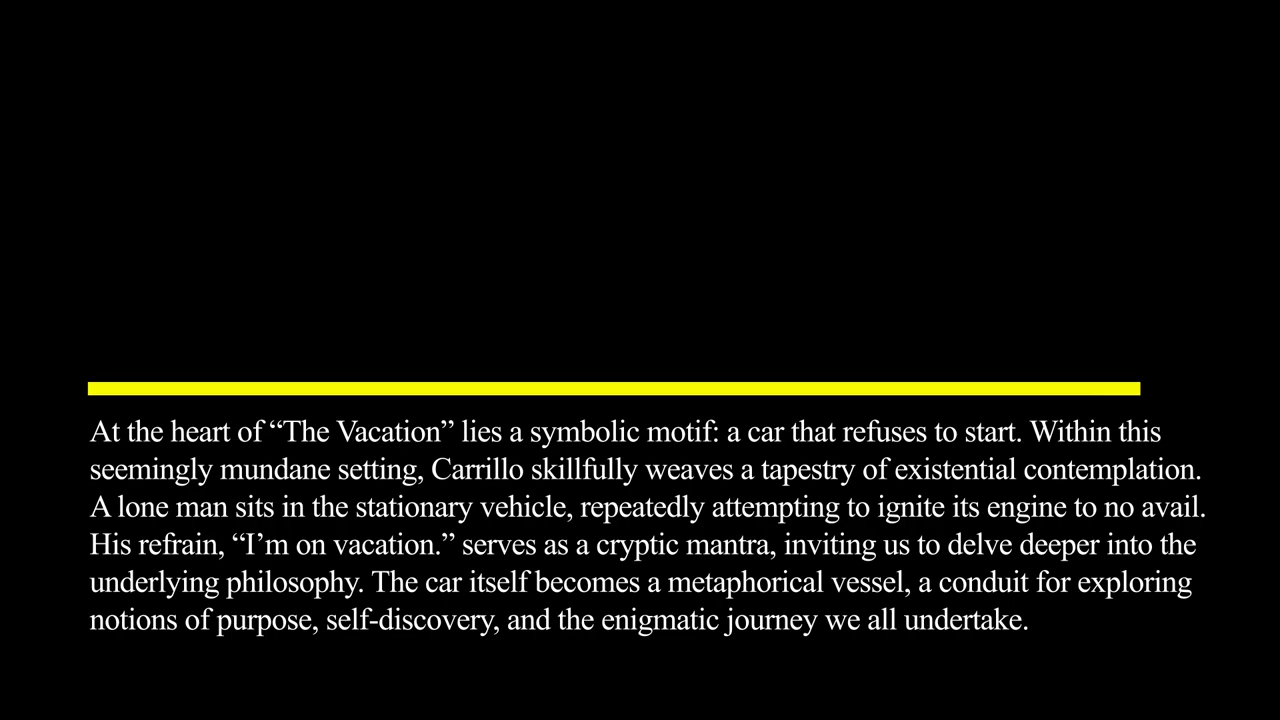 At the heart of “The Vacation” lies a symbolic motif: a car that refuses to start. Within this
seemingly mundane setting, Carrillo skillfully weaves a tapestry of existential contemplation.
A lone man sits in the stationary vehicle, repeatedly attempting to ignite its engine to no avail.
His refrain, “I’m on vacation.” serves as a cryptic mantra, inviting us to delve deeper into the
underlying philosophy. The car itself becomes a metaphorical vessel, a conduit for exploring
notions of purpose, self-discovery, and the enigmatic journey we all undertake.